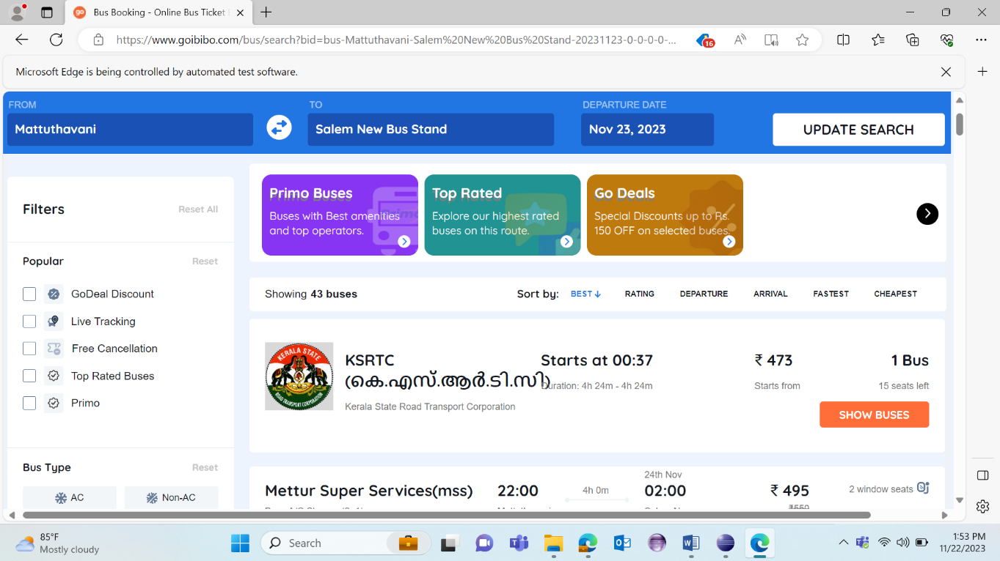 Bus Booking - Online Bus Ticket
https://www.goibibo.com/bus/search?bid=bus-Mattuthavani-Salem%20New%20Bus%20Stand-20231123-0-0-0-0-...
16
Microsoft Edge is being controlled by automated test software.
FROM
TO
DEPARTURE DATE
Mattuthavani
Salem New Bus Stand
Nov 23, 2023
UPDATE SEARCH
Filters
Reset All
Primo Buses
Buses with Best amenities
and top operators.
Top Rated
Explore our highest rated
buses on this route.
Go Deals
Special Discounts up to Rs.
150 OFF on selected buses.
Popular
Reset
GoDeal Discount
Live Tracking
Free Cancellation
Top Rated Buses
Primo
Bus Type
Reset
AC
Non-AC
Showing 43 buses
Sort by: BEST↓ RATING DEPARTURE ARRIVAL FASTEST CHEAPEST
KERALA STATE
ROAD TRANSPORT CORPORATION
KSRTC
(കെ.എസ്.ആർ.ടി.സി)
Kerala State Road Transport Corporation
Starts at 00:37
Duration: 4h 24m - 4h 24m
₹ 473
Starts from
1 Bus
15 seats left
SHOW BUSES
Mettur Super Services(mss)
22:00
4h 0m
24th Nov
02:00
₹ 495
₹550
2 window seats
85°F
Mostly cloudy
Search
1:53 PM
11/22/2023